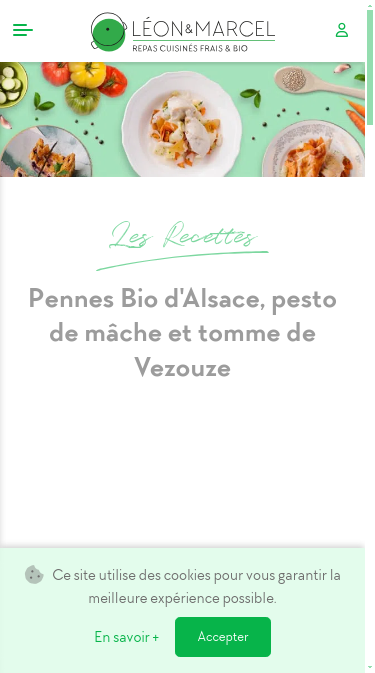 LÉON&MARCEL
REPAS CUISINÉS FRAIS & BIO
Les Recettes
Pennes Bio d'Alsace, pesto
de mâche et tomme de
Vezouze
Ce site utilise des cookies pour vous garantir la
meilleure expérience possible.
En savoir +
Accepter